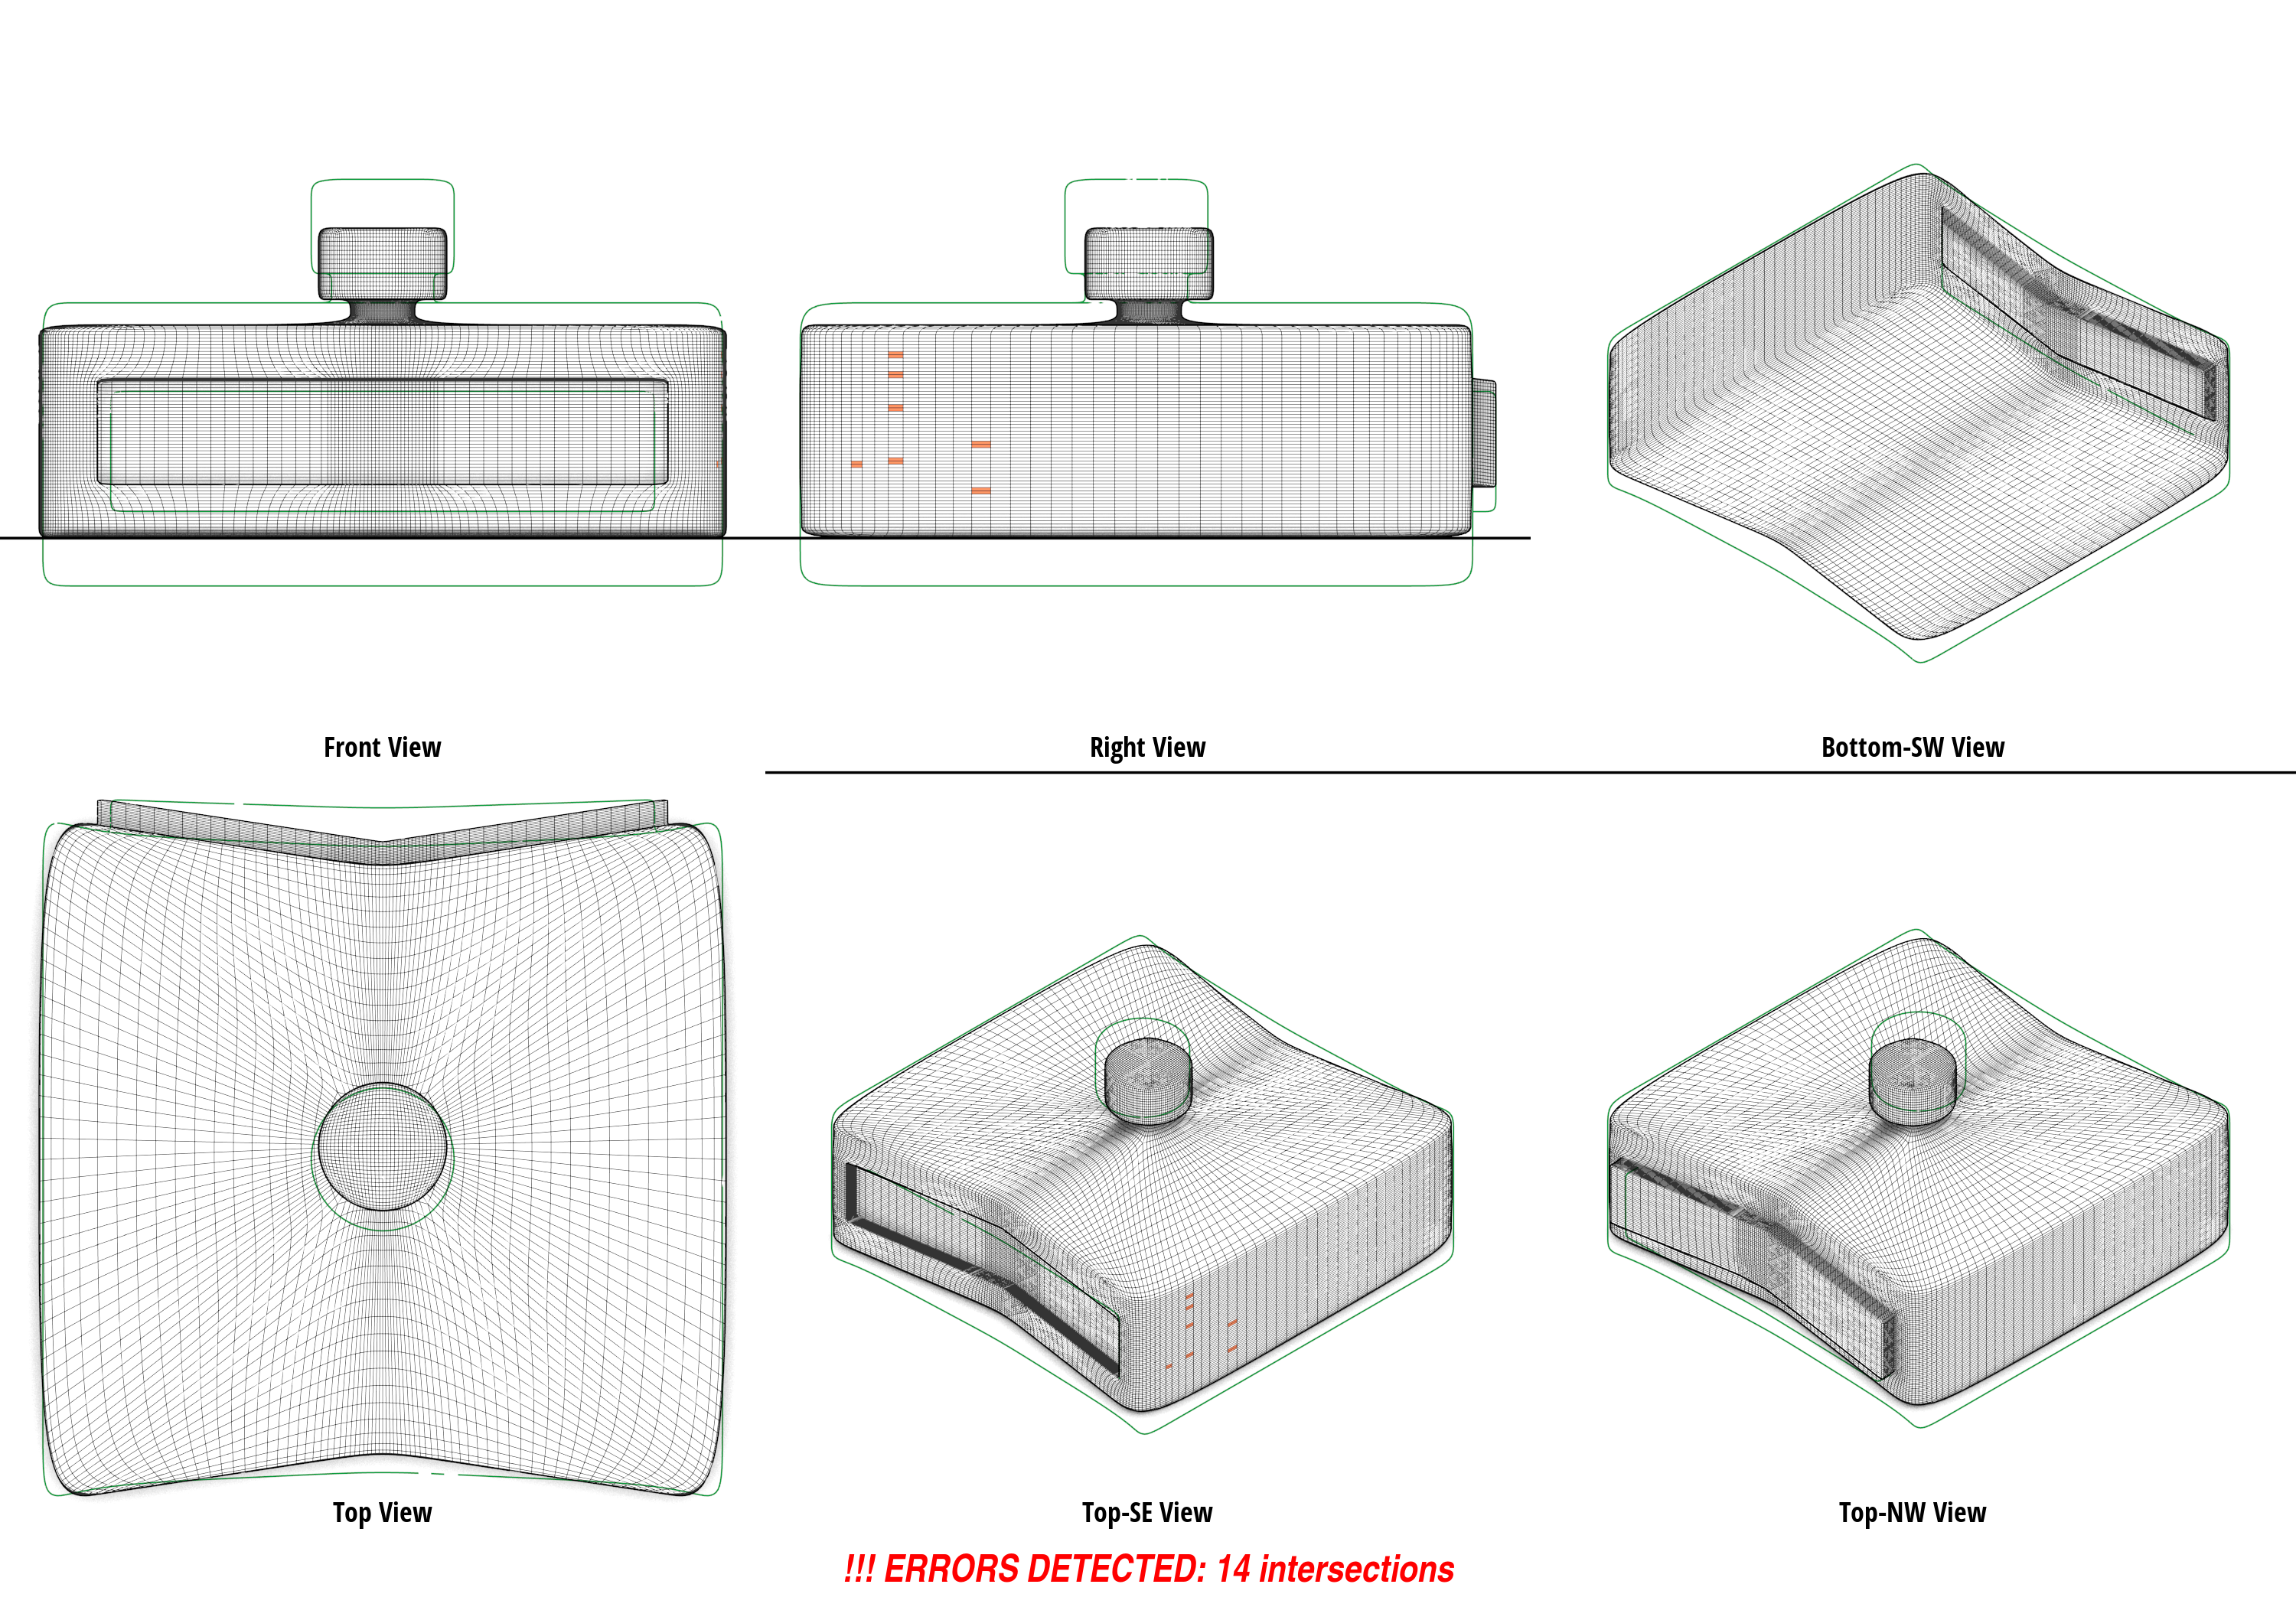 Front View
Right View
Bottom-SW View
Top View
Top-SE View
Top-NW View
!!! ERRORS DETECTED: 14 intersections